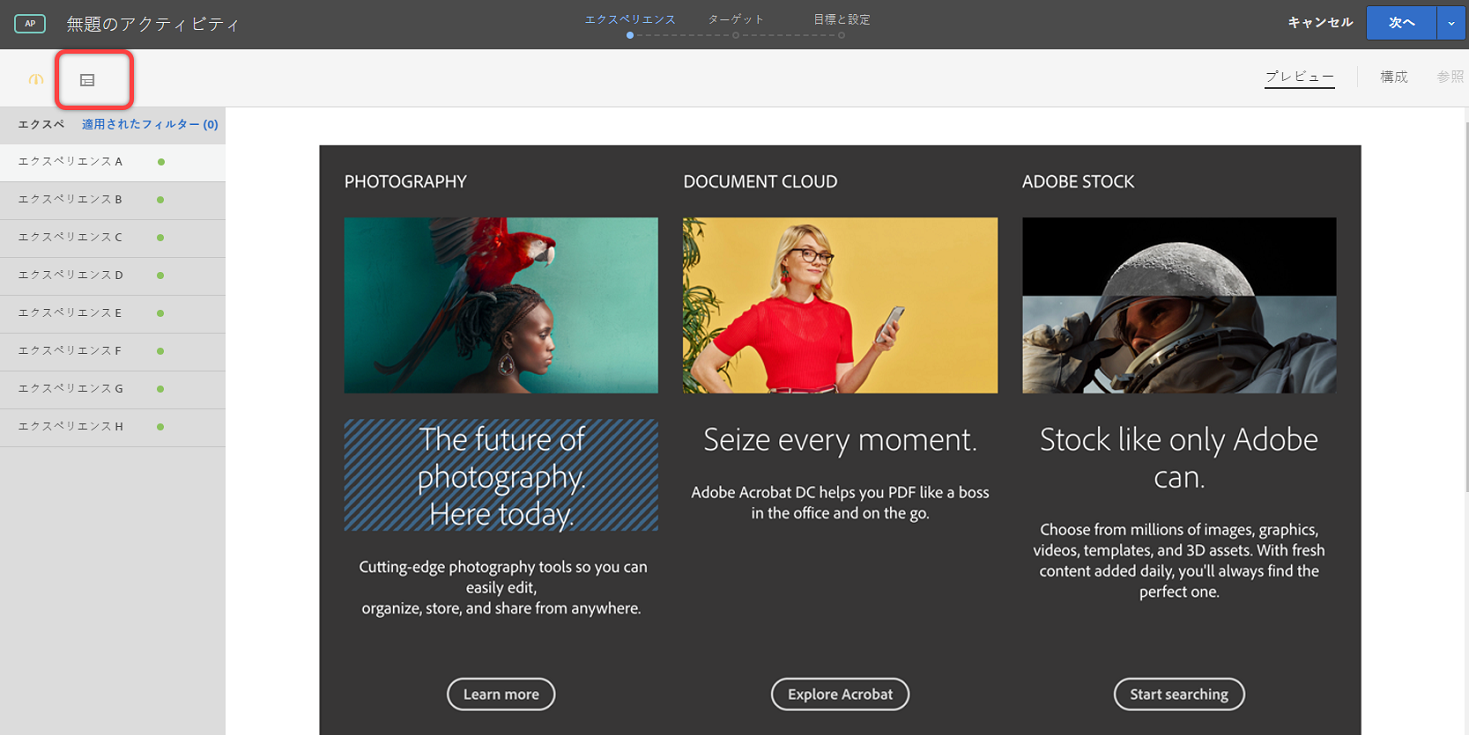 AP
無題のアクティビティ
エクスペリエンス
ターゲット
目標と設定
キャンセル
次へ
プレビュー
構成
参照
エクスペ
適用されたフィルター (0)
エクスペリエンス A
エクスペリエンス B
エクスペリエンス C
エクスペリエンス D
エクスペリエンス E
エクスペリエンス F
エクスペリエンス G
エクスペリエンス H
PHOTOGRAPHY
The future of
photography.
Here today.
Cutting-edge photography tools so you can
easily edit,
organize, store, and share from anywhere.
Learn more
DOCUMENT CLOUD
Seize every moment.
Adobe Acrobat DC helps you PDF like a boss
in the office and on the go.
Explore Acrobat
ADOBE STOCK
Stock like only Adobe
can.
Choose from millions of images, graphics,
videos, templates, and 3D assets. With fresh
content added daily, you'll always find the
perfect one.
Start searching